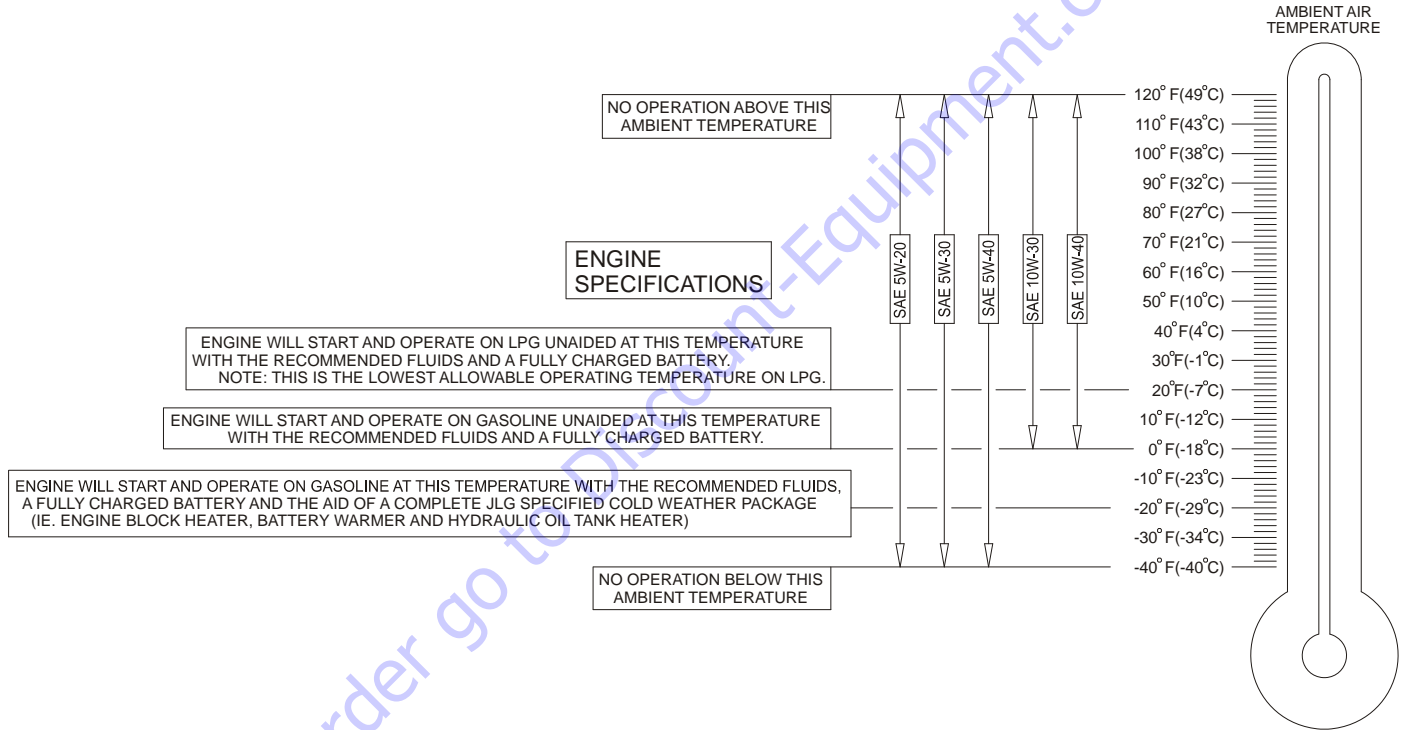 AMBIENT AIR
TEMPERATURE
NO OPERATION ABOVE THIS
AMBIENT TEMPERATURE
120° F(49°C)
110° F(43°C)
100° F(38°C)
90° F(32°C)
80° F(27°C)
70° F(21°C)
60° F(16°C)
50° F(10°C)
40°F(4°C)
30°F(-1°C)
20°F(-7°C)
10° F(-12°C)
0° F(-18°C)
-10° F(-23°C)
-20° F(-29°C)
-30° F(-34°C)
-40° F(-40°C)
SAE 5W-20
SAE 5W-30
SAE 5W-40
SAE 10W-30
SAE 10W-40
ENGINE
SPECIFICATIONS
ENGINE WILL START AND OPERATE ON LPG UNAIDED AT THIS TEMPERATURE
WITH THE RECOMMENDED FLUIDS AND A FULLY CHARGED BATTERY.
NOTE: THIS IS THE LOWEST ALLOWABLE OPERATING TEMPERATURE ON LPG.
ENGINE WILL START AND OPERATE ON GASOLINE UNAIDED AT THIS TEMPERATURE
WITH THE RECOMMENDED FLUIDS AND A FULLY CHARGED BATTERY.
ENGINE WILL START AND OPERATE ON GASOLINE AT THIS TEMPERATURE WITH THE RECOMMENDED FLUIDS,
A FULLY CHARGED BATTERY AND THE AID OF A COMPLETE JLG SPECIFIED COLD WEATHER PACKAGE
(IE. ENGINE BLOCK HEATER, BATTERY WARMER AND HYDRAULIC OIL TANK HEATER)
NO OPERATION BELOW THIS
AMBIENT TEMPERATURE
go to Discount-Equipment.c